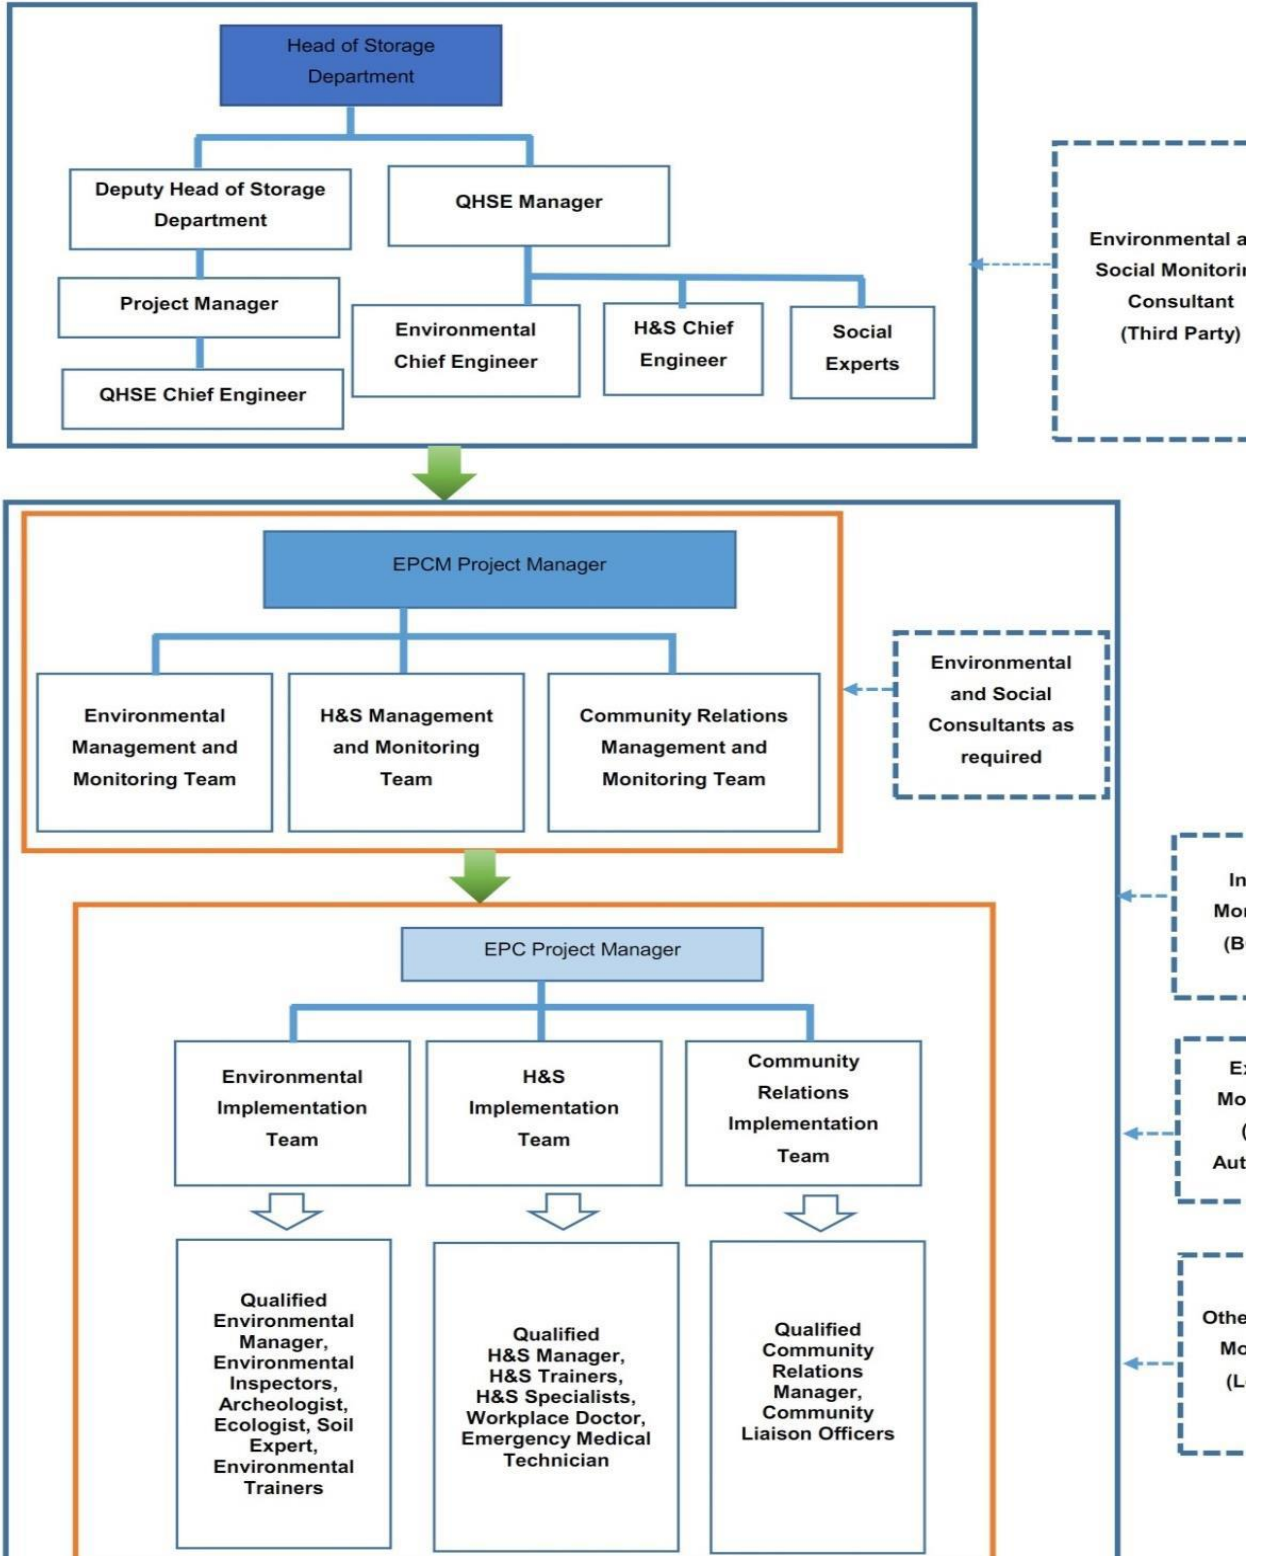 Head of Storage
Department
Deputy Head of Storage
Department
QHSE Manager
Project Manager
QHSE Chief Engineer
Environmental
Chief Engineer
H&S Chief
Engineer
Social
Experts
Environmental
Social
Consultant
(Third Party)
EPCM Project Manager
Environmental
Management and
Monitoring Team
H&S Management
and Monitoring
Team
Community Relations
Management and
Monitoring Team
Environmental
and Social
Consultants as
required
EPC Project Manager
Environmental
Implementation
Team
H&S
Implementation
Team
Community
Relations
Implementation
Team
Qualified
Environmental
Manager,
Environmental
Inspectors,
Archeologist,
Ecologist, Soil
Expert,
Environmental
Trainers
Qualified
H&S Manager,
H&S Trainers,
H&S Specialists,
Workplace Doctor,
Emergency Medical
Technician
Qualified
Community
Relations
Manager,
Community
Liaison Officers